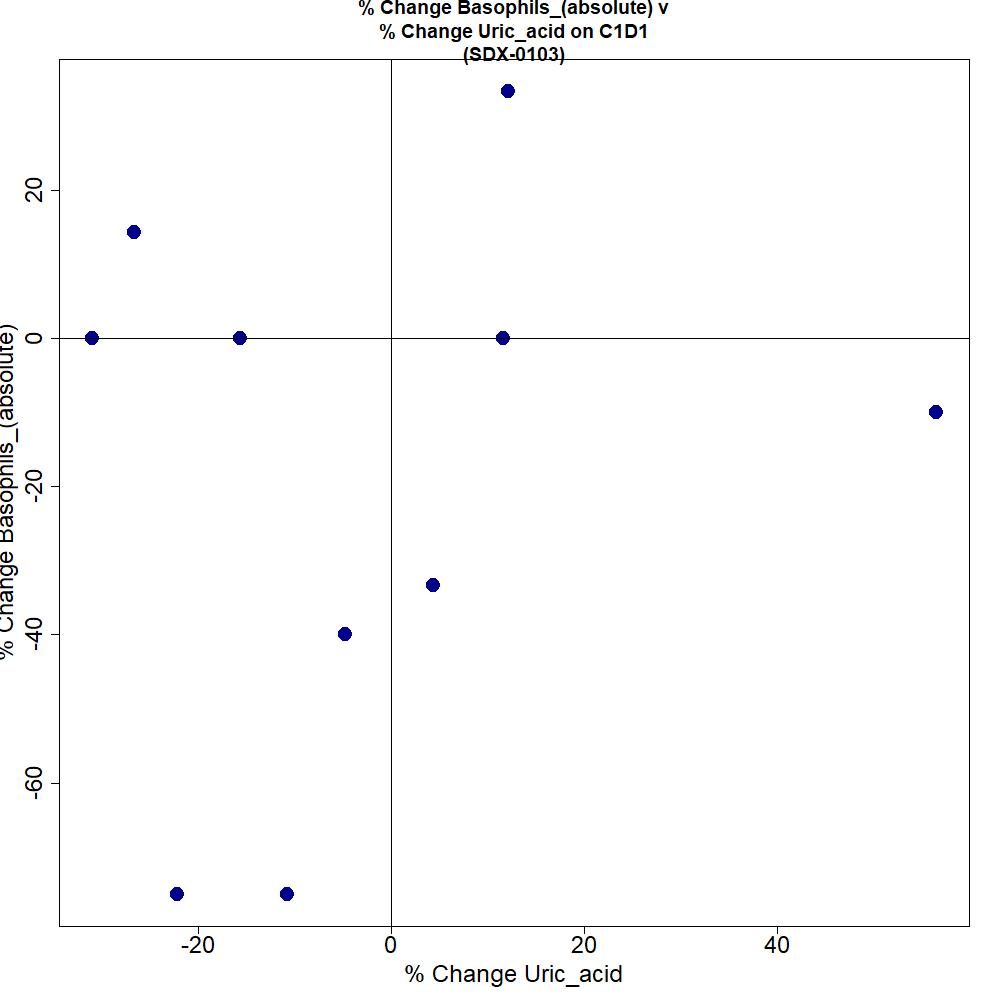 % Change Basophils_(absolute) v
% Change Uric_acid on C1D1
(SDX-0103)
% Change Basophils_(absolute)
20
0
-20
-40
-60
-20
0
20
40
% Change Uric_acid